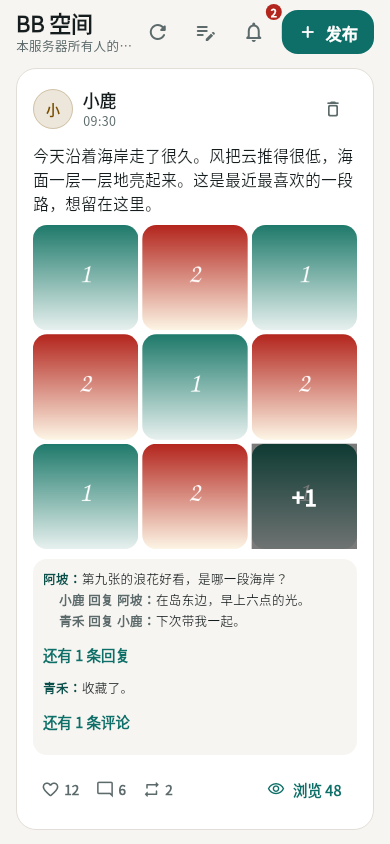 BB 空间
本服务器所有人的…
2
+ 发布
小
小鹿
09:30
今天沿着海岸走了很久。风把云推得很低，海
面一层一层地亮起来。这是最近最喜欢的一段
路，想留在这里。
1
2
1
2
1
2
1
2
+1
阿坡：第九张的浪花好看，是哪一段海岸？
小鹿 回复 阿坡：在岛东边，早上六点的光。
青禾 回复 小鹿：下次带我一起。
还有 1 条回复
青禾：收藏了。
还有 1 条评论
12
6
2
浏览 48